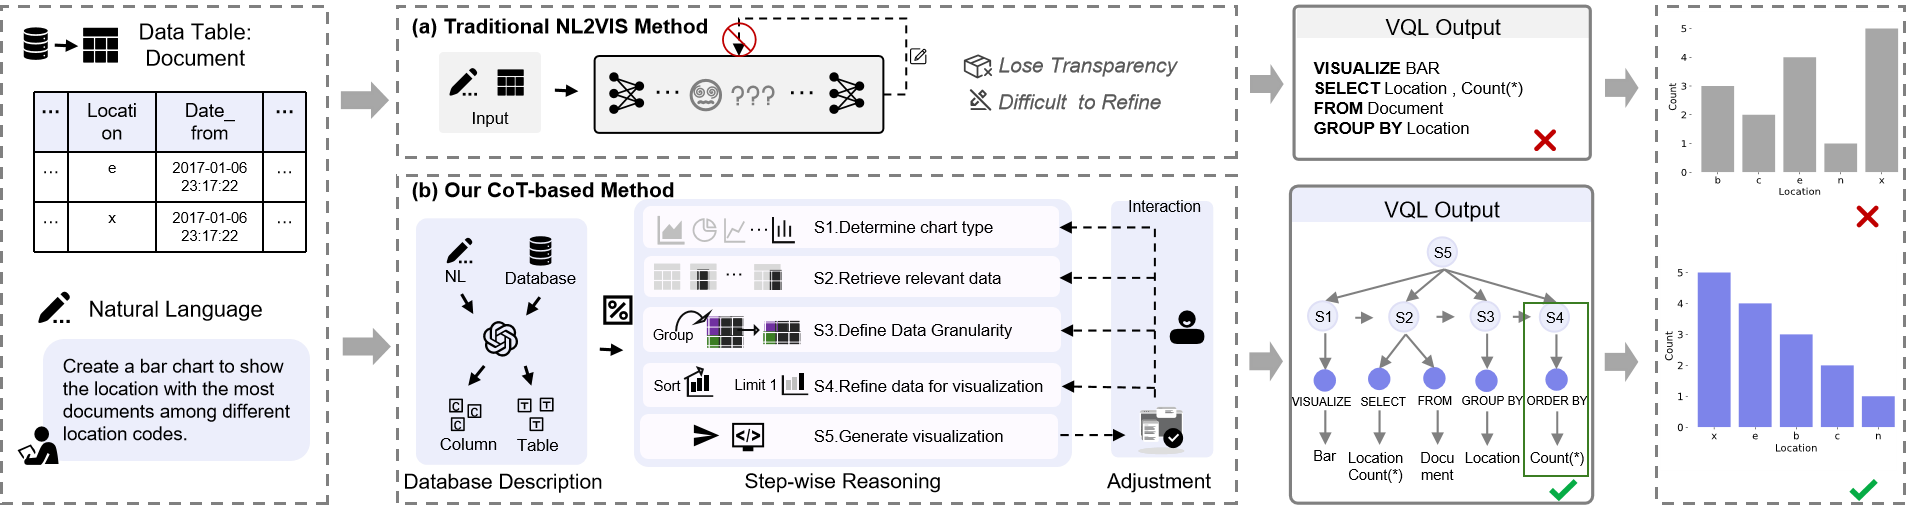 Data Table:
Document
... Locati
on Date_
from ...
... e 2017-01-06
23:17:22 ...
... x 2017-01-06
23:17:22 ...
Natural Language
Create a bar chart to show
the location with the most
documents among different
location codes.
(a) Traditional NL2VIS Method
Input
... ??? ...
Lose Transparency
Difficult to Refine
VQL Output
VISUALIZE BAR
SELECT Location , Count(*)
FROM Document
GROUP BY Location
Count
5
4
3
2
1
0
b c e n x
Location
(b) Our CoT-based Method
NL
Database
C C C
T T T
Column
Table
Database Description
S1.Determine chart type
S2.Retrieve relevant data
Group
S3.Define Data Granularity
Sort
Limit 1
S4.Refine data for visualization
S5.Generate visualization
Step-wise Reasoning
Interaction
Adjustment
VQL Output
S5
S1 S2 S3 S4
VISUALIZE SELECT FROM GROUP BY ORDER BY
Bar
Location
Count(*)
Docu
ment
Location
Count(*)
Count
5
4
3
2
1
0
x e b c n
Location